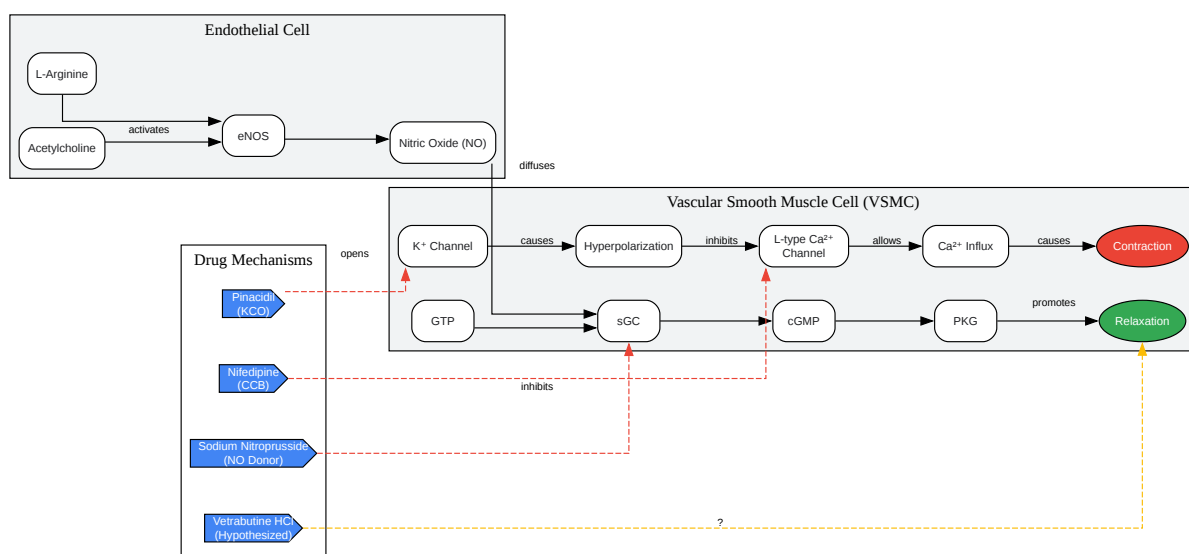 Endothelial Cell
L-Arginine
activates
Acetylcholine
eNOS
Nitric Oxide (NO)
diffuses
Vascular Smooth Muscle Cell (VSMC)
K⁺ Channel
causes
Hyperpolarization
inhibits
L-type Ca²⁺
Channel
allows
Ca²⁺ Influx
causes
Contraction
GTP
sGC
cGMP
PKG
promotes
Relaxation
Drug Mechanisms
opens
Pinacidil
(KCO)
Nifedipine
(CCB)
inhibits
Sodium Nitroprusside
(NO Donor)
Vetrabutine HCl
(Hypothesized)
?